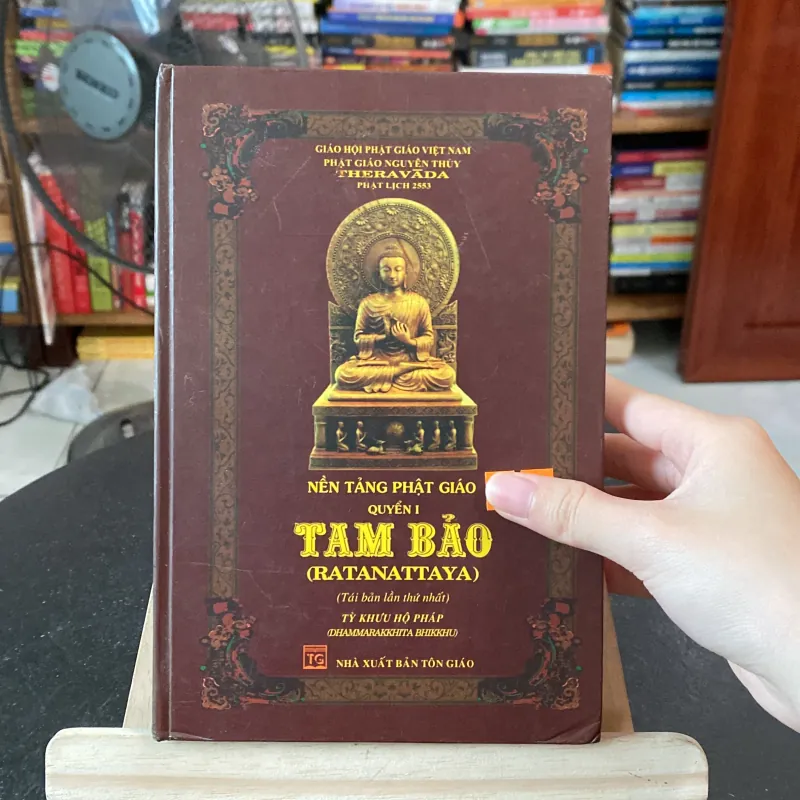 GIÁO HỘI PHẬT GIÁO VIỆT NAM
PHẬT GIÁO NGUYÊN THỦY
THERAVĀDA
PHẬT LỊCH 2553
NỀN TẢNG PHẬT GIÁO
QUYỂN I
TAM BẢO
(RATANATTAYA)
(Tái bản lần thứ nhất)
TỲ KHƯU HỘ PHÁP
(DHAMMARAKKHITA BHIKKHU)
TG
NHÀ XUẤT BẢN TÔN GIÁO